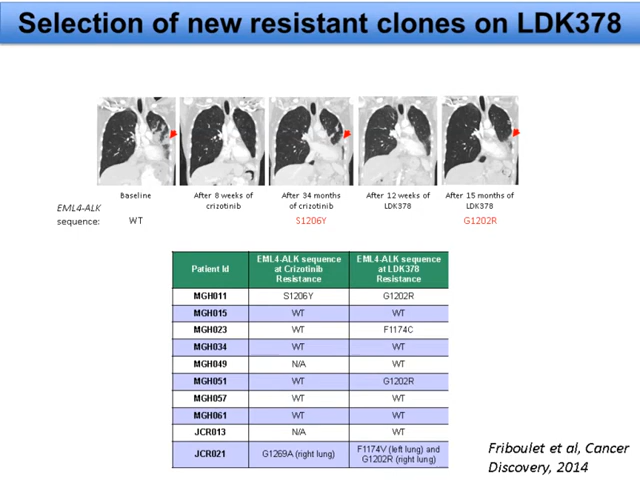 Selection of new resistant clones on LDK378
Baseline After 8 weeks of After 34 months After 12 weeks of After 15 months of
crizotinib of crizotinib LDK378 LDK378
EML4-ALK
sequence: WT S1206Y G1202R
Patient Id EML4-ALK sequence at Crizotinib Resistance EML4-ALK sequence at LDK378 Resistance
MGH011 S1206Y G1202R
MGH015 WT WT
MGH023 WT F1174C
MGH034 WT WT
MGH049 N/A WT
MGH051 WT G1202R
MGH057 WT WT
MGH061 WT WT
JCR013 N/A WT
JCR021 G1269A (right lung) F1174V (left lung) and G1202R (right lung)
Friboulet et al, Cancer
Discovery, 2014